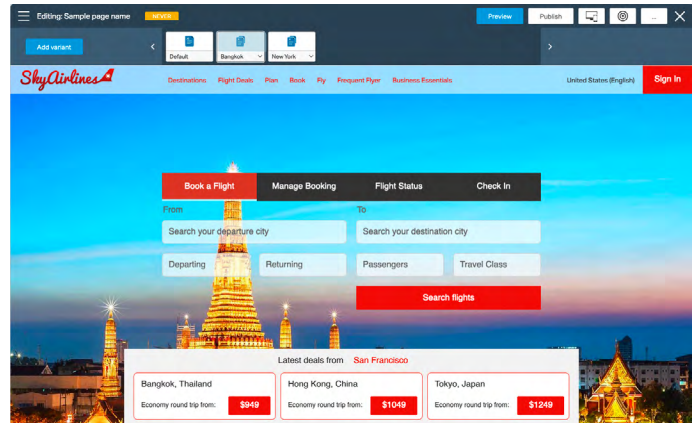 Editing: Sample page name
NEVER
Preview
Publish
...
Add variant
Default
Bangkok
New York
SkyAirlines
Destinations Flight Deals Plan Book Fly Frequent Flyer Business Essentials
United States (English)
Sign In
Book a Flight Manage Booking Flight Status Check In
From To
Search your departure city Search your destination city
Departing Returning Passengers Travel Class
Search flights
Latest deals from San Francisco
Bangkok, Thailand Hong Kong, China Tokyo, Japan
Economy round trip from: $949 Economy round trip from: $1049 Economy round trip from: $1249